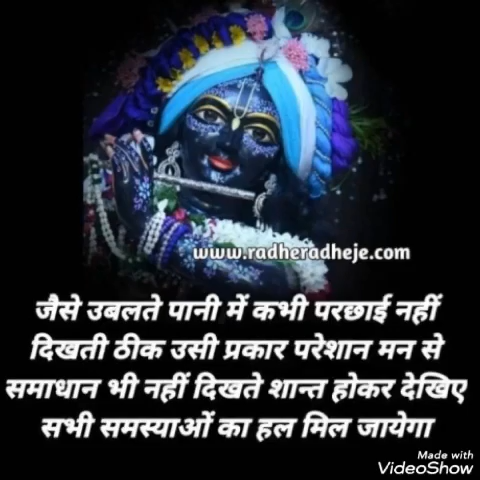 www.radheradheje.com
जैसे उबलते पानी में कभी परछाई नहीं
दिखती ठीक उसी प्रकार परेशान मन से
समाधान भी नहीं दिखते शान्त होकर देखिए
सभी समस्याओं का हल मिल जायेगा
Made with
VideoShow